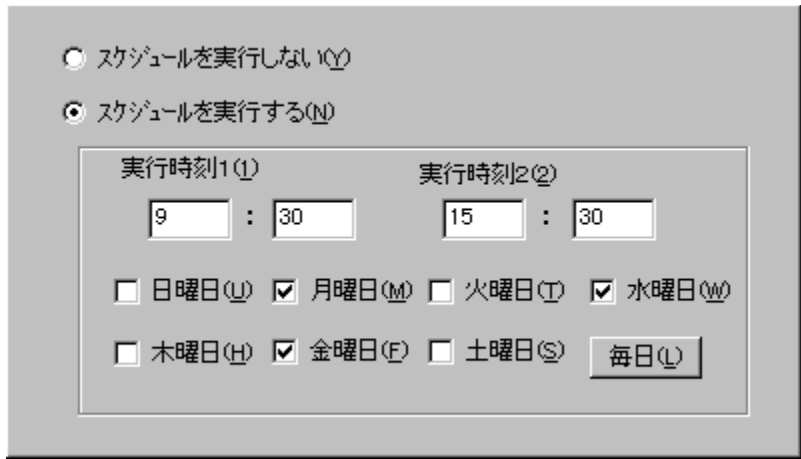 スケジュールを実行しない(Y)
スケジュールを実行する(N)
実行時刻1(1) 実行時刻2(2)
9 : 30 15 : 30
日曜日(U) 月曜日(M) 火曜日(T) 水曜日(W)
木曜日(H) 金曜日(F) 土曜日(S) 毎日(L)